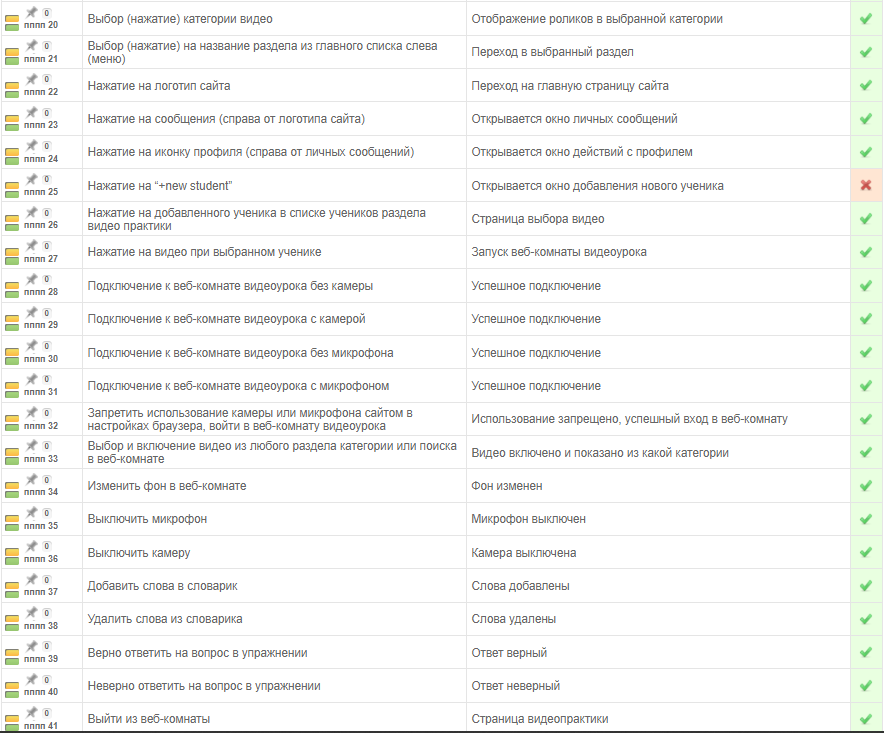 0
пппп 20
Выбор (нажатие) категории видео
Отображение роликов в выбранной категории
0
пппп 21
Выбор (нажатие) на название раздела из главного списка слева
(меню)
Переход в выбранный раздел
0
пппп 22
Нажатие на логотип сайта
Переход на главную страницу сайта
0
пппп 23
Нажатие на сообщения (справа от логотипа сайта)
Открывается окно личных сообщений
0
пппп 24
Нажатие на иконку профиля (справа от личных сообщений)
Открывается окно действий с профилем
0
пппп 25
Нажатие на “+new student”
Открывается окно добавления нового ученика
0
пппп 26
Нажатие на добавленного ученика в списке учеников раздела
видео практики
Страница выбора видео
0
пппп 27
Нажатие на видео при выбранном ученике
Запуск веб-комнаты видеоурока
0
пппп 28
Подключение к веб-комнате видеоурока без камеры
Успешное подключение
0
пппп 29
Подключение к веб-комнате видеоурока с камерой
Успешное подключение
0
пппп 30
Подключение к веб-комнате видеоурока без микрофона
Успешное подключение
0
пппп 31
Подключение к веб-комнате видеоурока с микрофоном
Успешное подключение
0
пппп 32
Запретить использование камеры или микрофона сайтом в
настройках браузера, войти в веб-комнату видеоурока
Использование запрещено, успешный вход в веб-комнату
0
пппп 33
Выбор и включение видео из любого раздела категории или поиска
в веб-комнате
Видео включено и показано из какой категории
0
пппп 34
Изменить фон в веб-комнате
Фон изменен
0
пппп 35
Выключить микрофон
Микрофон выключен
0
пппп 36
Выключить камеру
Камера выключена
0
пппп 37
Добавить слова в словарик
Слова добавлены
0
пппп 38
Удалить слова из словарика
Слова удалены
0
пппп 39
Верно ответить на вопрос в упражнении
Ответ верный
0
пппп 40
Неверно ответить на вопрос в упражнении
Ответ неверный
0
пппп 41
Выйти из веб-комнаты
Страница видеопрактики